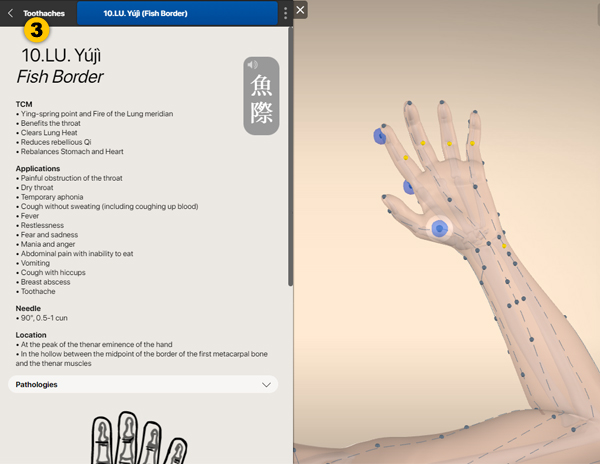 Toothaches
10.LU. Yújì (Fish Border)
3
10.LU. Yújì
Fish Border
魚際
TCM
• Ying-spring point and Fire of the Lung meridian
• Benefits the throat
• Clears Lung Heat
• Reduces rebellious Qi
• Rebalances Stomach and Heart
Applications
• Painful obstruction of the throat
• Dry throat
• Temporary aphonia
• Cough without sweating (including coughing up blood)
• Fever
• Restlessness
• Fear and sadness
• Mania and anger
• Abdominal pain with inability to eat
• Vomiting
• Cough with hiccups
• Breast abscess
• Toothache
Needle
• 90°, 0.5-1 cun
Location
• At the peak of the thenar eminence of the hand
• In the hollow between the midpoint of the border of the first metacarpal bone
and the thenar muscles
Pathologies